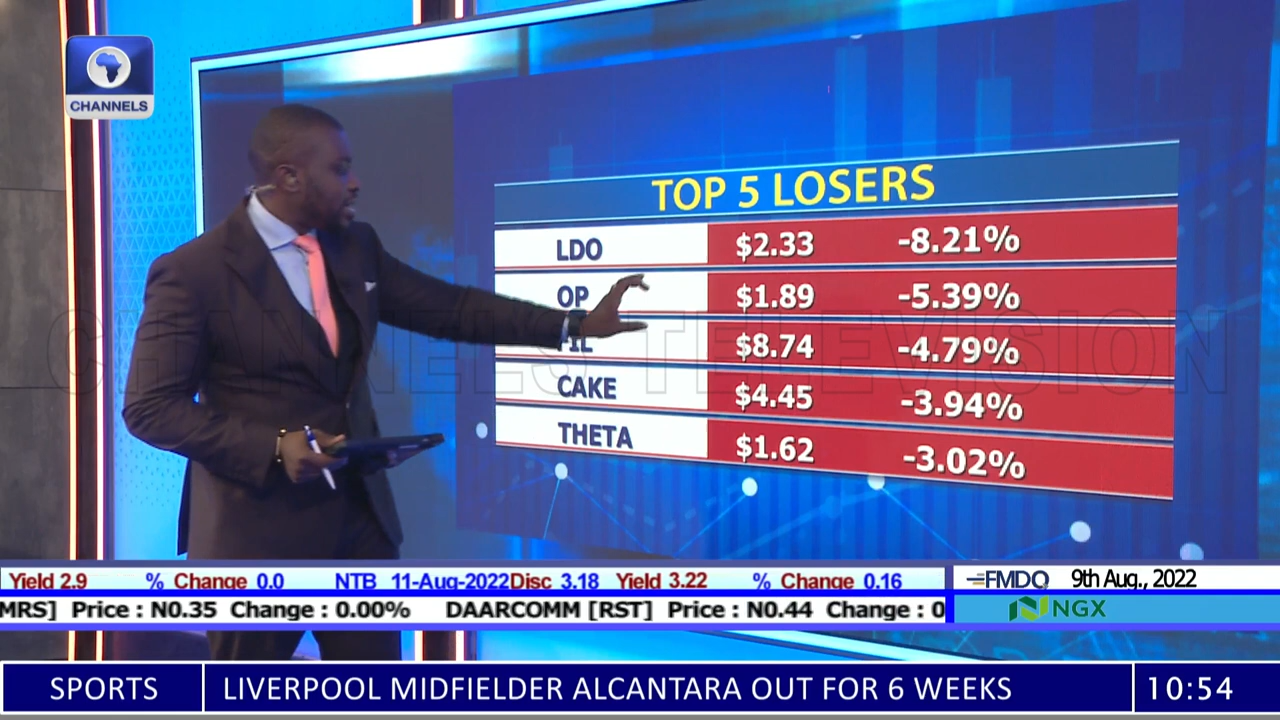 CHANNELS
TOP 5 LOSERS
LDO $2.33 -8.21%
OP $1.89 -5.39%
FIL $8.74 -4.79%
CAKE $4.45 -3.94%
THETA $1.62 -3.02%
CHANNELS TELEVISION
Yield 2.9 % Change 0.0 NTB 11-Aug-2022 Disc 3.18 Yield 3.22 % Change 0.16
FMDQ 9th Aug., 2022
MRS] Price : N0.35 Change : 0.00% DAARCOMM [RST] Price : N0.44 Change : 0
NGX
SPORTS LIVERPOOL MIDFIELDER ALCANTARA OUT FOR 6 WEEKS 10:54